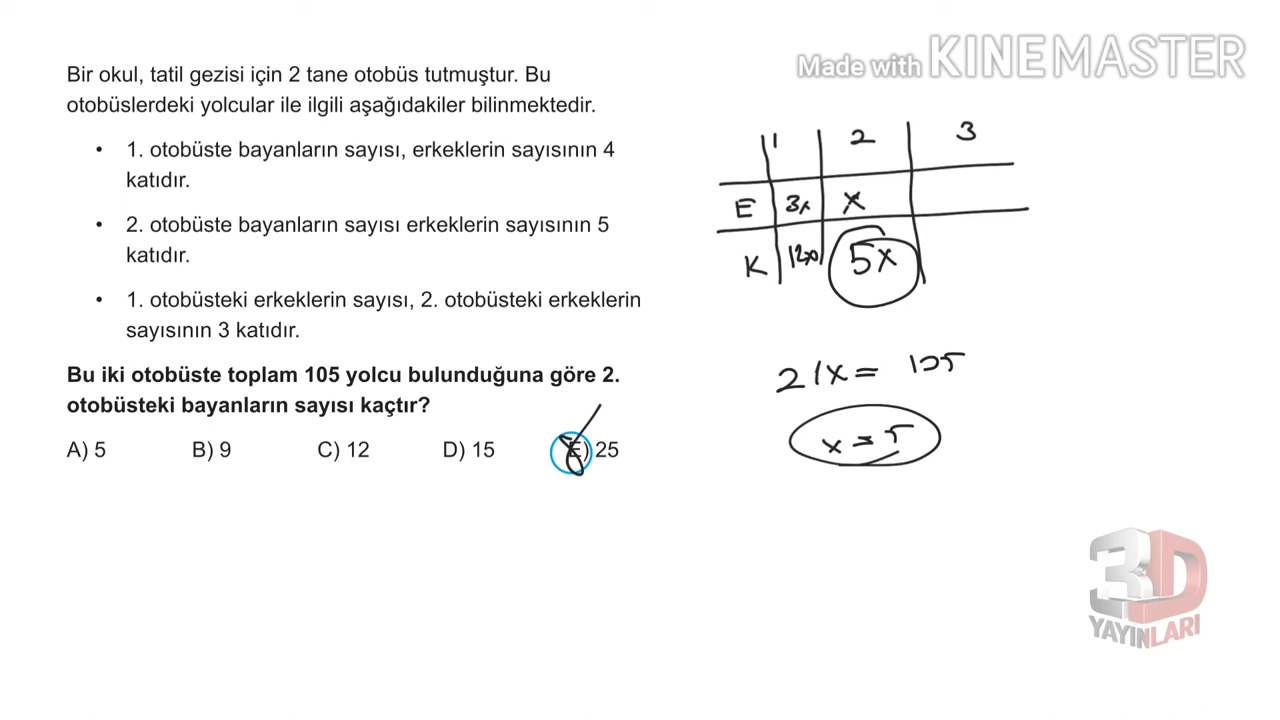 Made with KINEMASTER
Bir okul, tatil gezisi için 2 tane otobüs tutmuştur. Bu
otobüslerdeki yolcular ile ilgili aşağıdakiler bilinmektedir.
• 1. otobüste bayanların sayısı, erkeklerin sayısının 4
katıdır.
• 2. otobüste bayanların sayısı erkeklerin sayısının 5
katıdır.
• 1. otobüsteki erkeklerin sayısı, 2. otobüsteki erkeklerin
sayısının 3 katıdır.
Bu iki otobüste toplam 105 yolcu bulunduğuna göre 2.
otobüsteki bayanların sayısı kaçtır?
A) 5 B) 9 C) 12 D) 15 E) 25
1 2 3
E 3x x
K 12x 5x
21x = 105
x = 5
3D
YAYINLARI